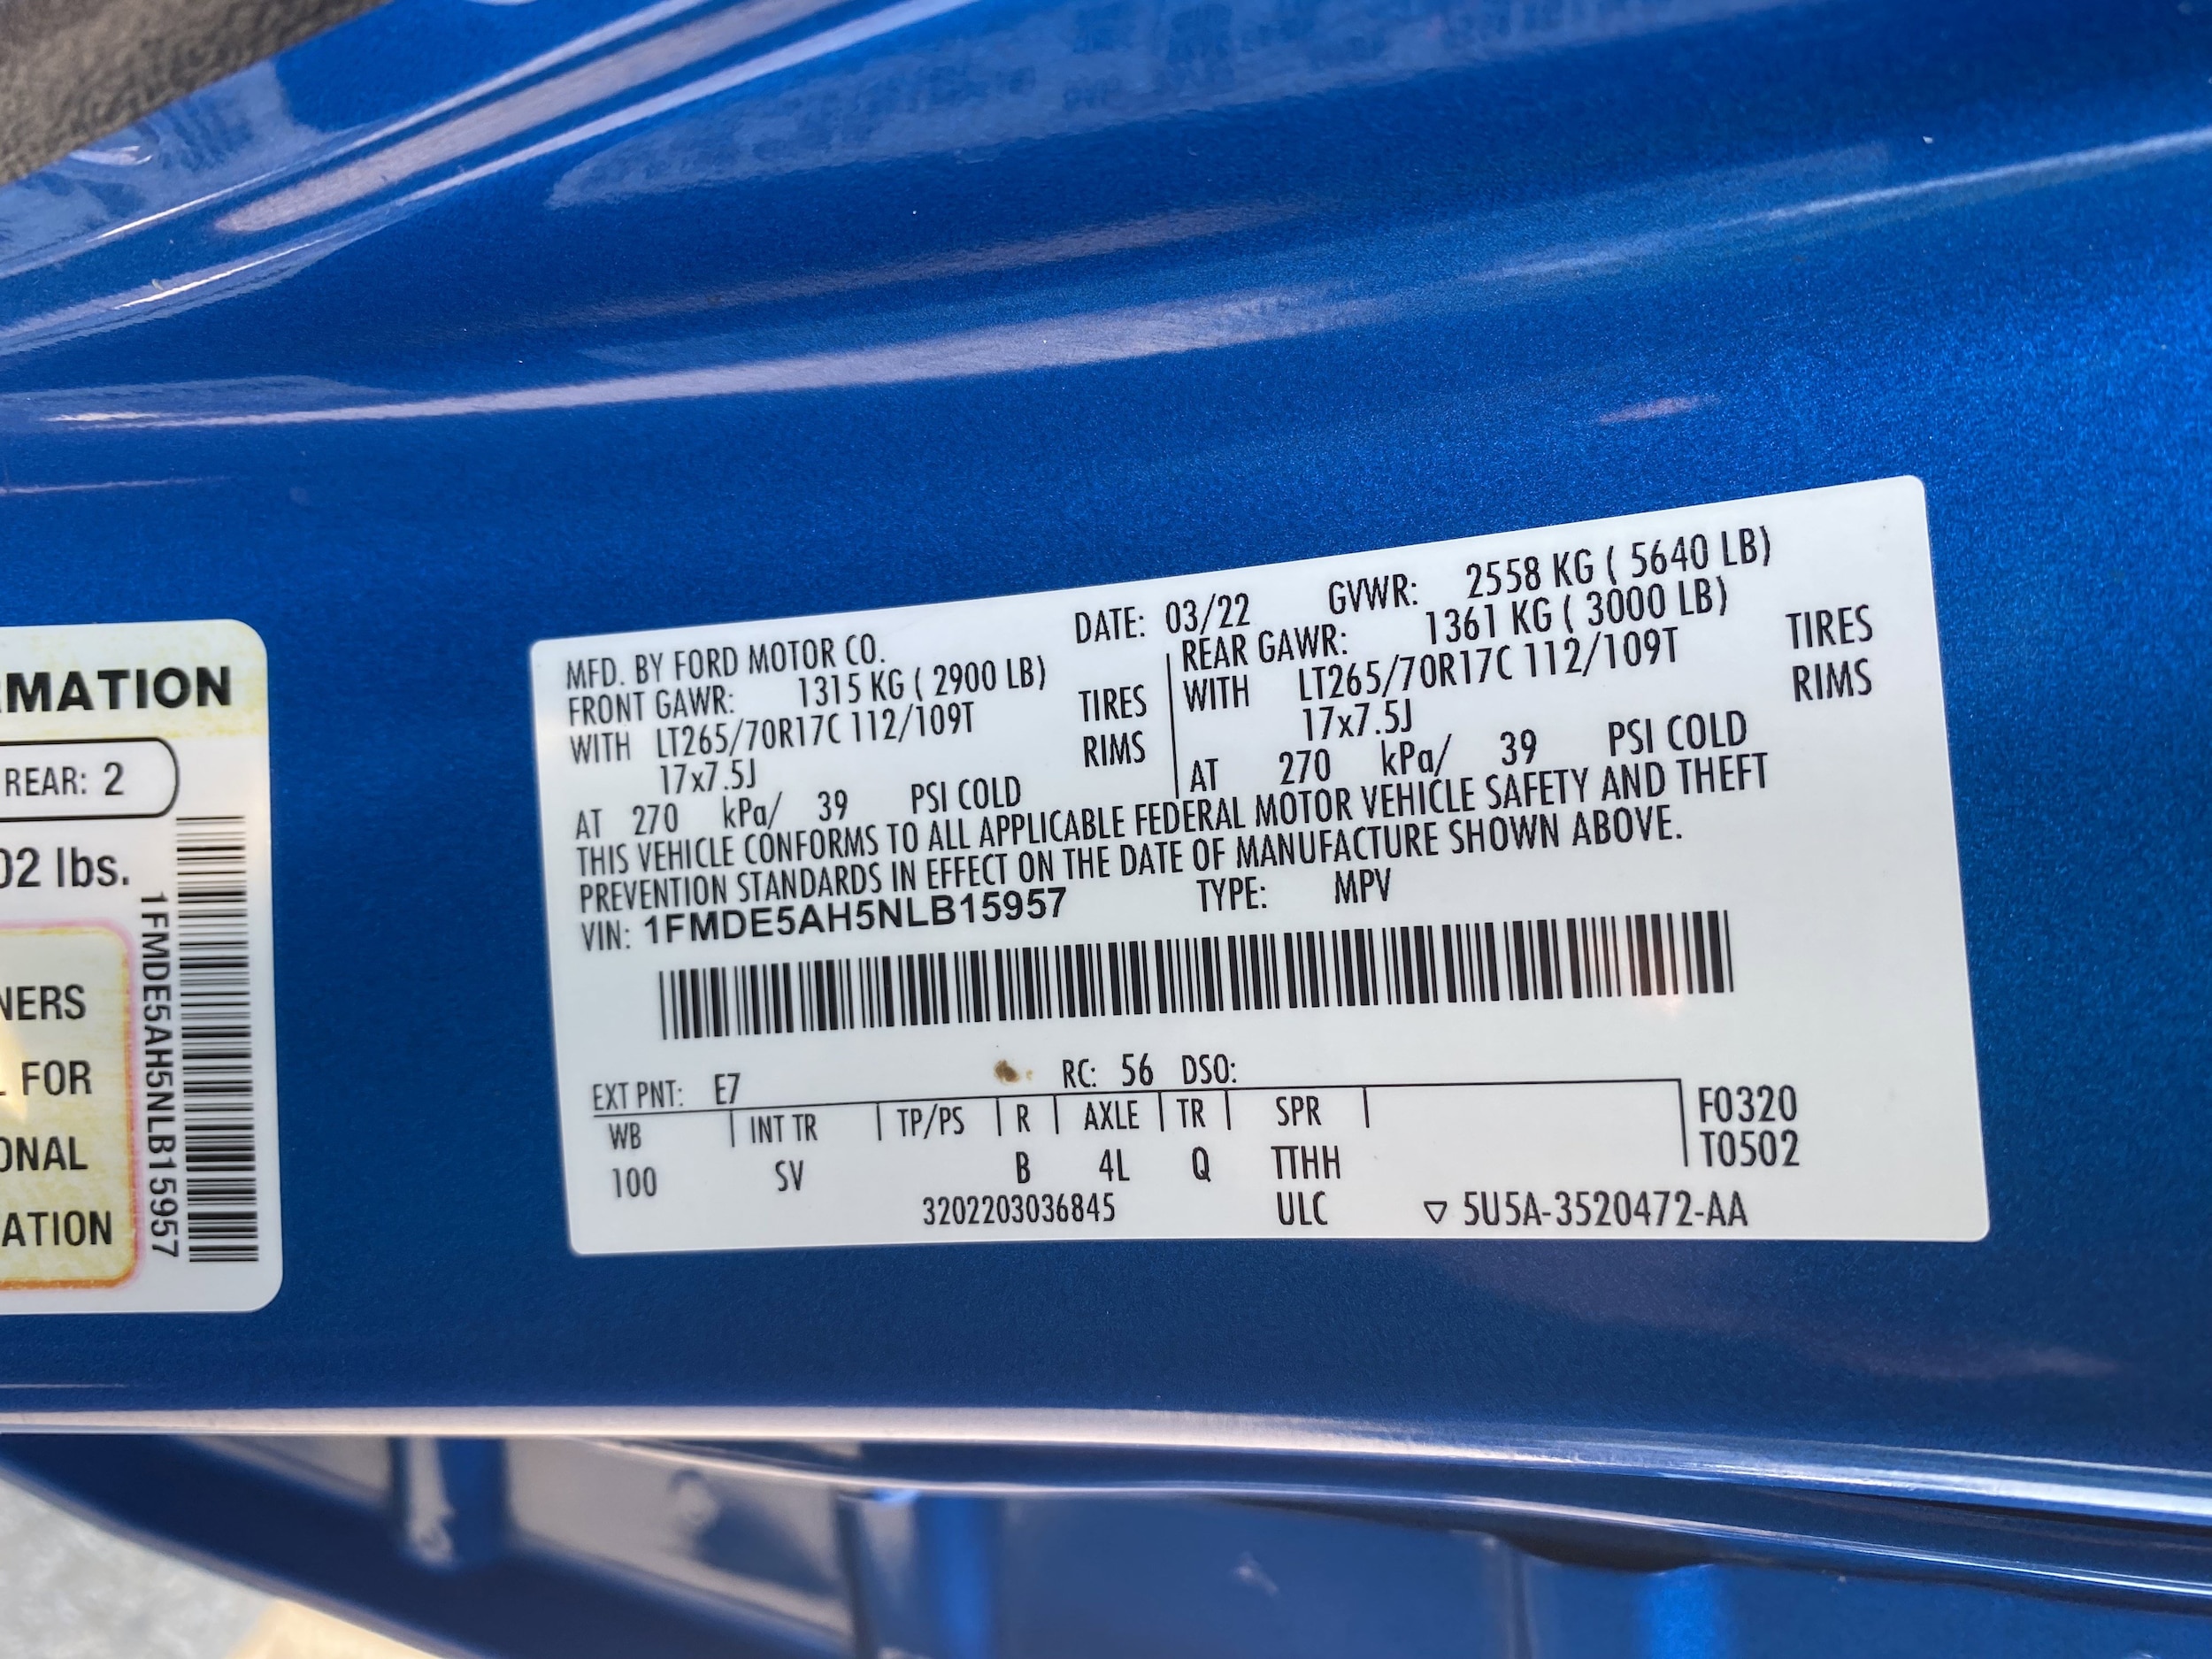 RMATION
REAR: 2
02 lbs.
NERS
FOR
ONAL
ATION
1FMDE5AH5NLB15957
MFD. BY FORD MOTOR CO. DATE: 03/22 GVWR: 2558 KG ( 5640 LB)
FRONT GAWR: 1315 KG ( 2900 LB) REAR GAWR: 1361 KG ( 3000 LB)
WITH LT265/70R17C 112/109T TIRES WITH LT265/70R17C 112/109T TIRES
17x7.5J RIMS 17x7.5J RIMS
AT 270 kPa/ 39 PSI COLD AT 270 kPa/ 39 PSI COLD
THIS VEHICLE CONFORMS TO ALL APPLICABLE FEDERAL MOTOR VEHICLE SAFETY AND THEFT
PREVENTION STANDARDS IN EFFECT ON THE DATE OF MANUFACTURE SHOWN ABOVE.
VIN: 1FMDE5AH5NLB15957 TYPE: MPV
EXT PNT: E7 RC: 56 DSO:
WB INT TR TP/PS R AXLE TR SPR F0320
100 SV B 4L Q TTHH T0502
3202203036845 ULC ▽ 5U5A-3520472-AA